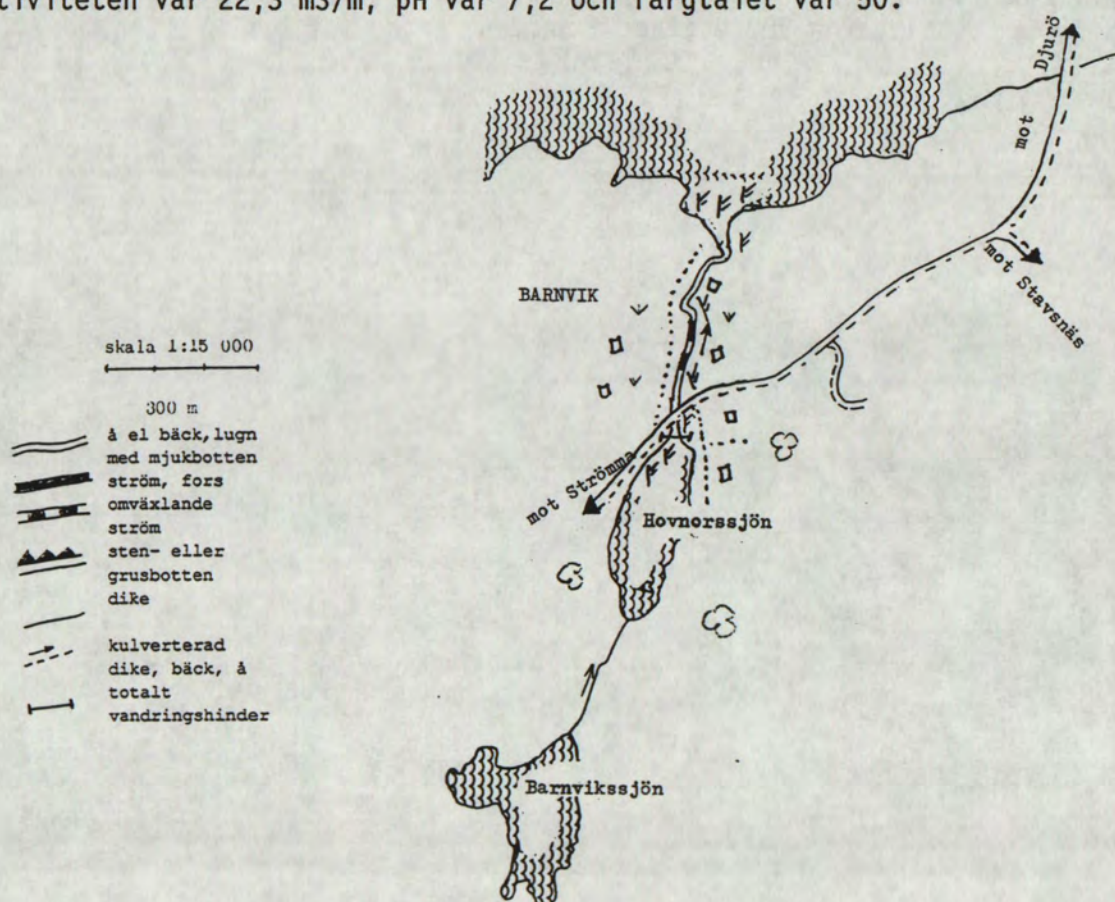 tiviteten var 22,3 mS/m, pH var 7,2 och färgtalet var 50.
mot Djurö
mot Stavsnäs
BARNVIK
skala 1:15 000
300 m
å el bäck, lugn
med mjukbotten
ström, fors
omväxlande
ström
sten- eller
grusbotten
dike
kulverterad
dike, bäck, å
totalt
vandringshinder
mot Strömma
Hovnorssjön
Barnvikssjön